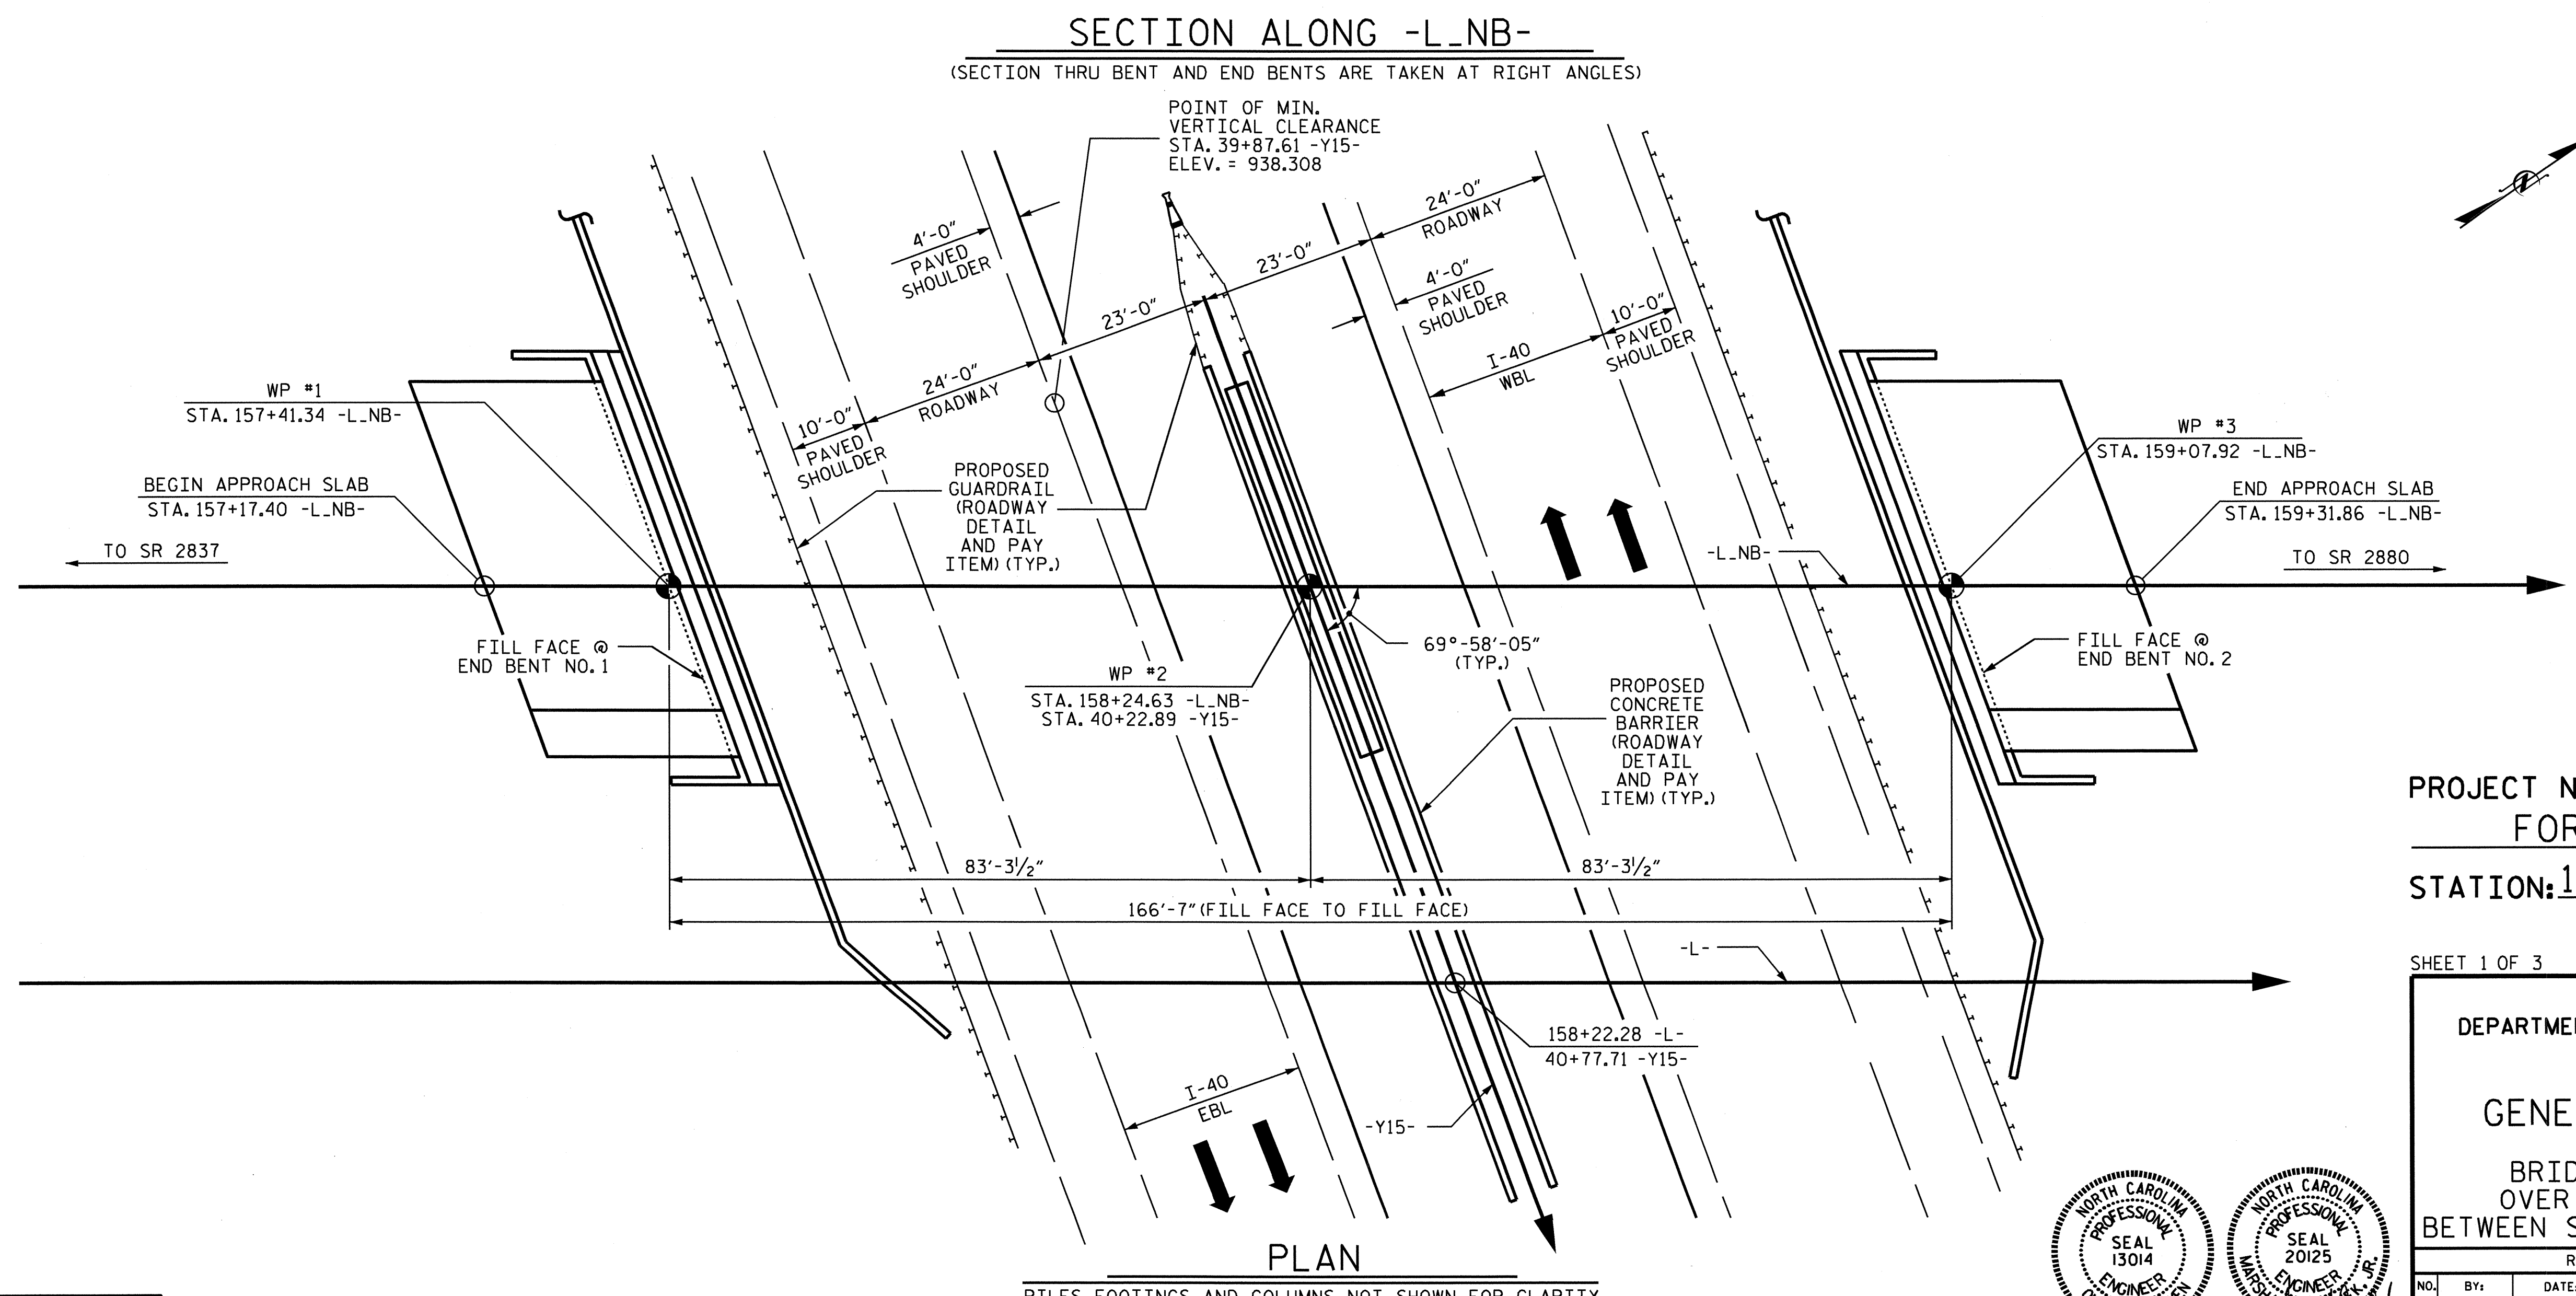 SECTION ALONG -L_NB-
(SECTION THRU BENT AND END BENTS ARE TAKEN AT RIGHT ANGLES)
POINT OF MIN.
VERTICAL CLEARANCE
STA. 39+87.61 -Y15-
ELEV. = 938.308
4'-0"
PAVED
SHOULDER
24'-0"
ROADWAY
23'-0"
23'-0"
4'-0"
PAVED
SHOULDER
10'-0"
PAVED
SHOULDER
I-40
WBL
24'-0"
ROADWAY
10'-0"
PAVED
SHOULDER
WP #1
STA. 157+41.34 -L_NB-
BEGIN APPROACH SLAB
STA. 157+17.40 -L_NB-
TO SR 2837
PROPOSED
GUARDRAIL
(ROADWAY
DETAIL
AND PAY
ITEM) (TYP.)
WP #3
STA. 159+07.92 -L_NB-
END APPROACH SLAB
STA. 159+31.86 -L_NB-
-L_NB-
TO SR 2880
FILL FACE @
END BENT NO. 1
69°-58'-05"
(TYP.)
WP #2
STA. 158+24.63 -L_NB-
STA. 40+22.89 -Y15-
FILL FACE @
END BENT NO. 2
PROPOSED
CONCRETE
BARRIER
(ROADWAY
DETAIL
AND PAY
ITEM) (TYP.)
83'-3½"
83'-3½"
166'-7" (FILL FACE TO FILL FACE)
-L-
158+22.28 -L-
40+77.71 -Y15-
I-40
EBL
-Y15-
PLAN
PILES FOOTINGS AND COLUMNS NOT SHOWN FOR CLARITY
PROJECT N
FOR
STATION: 1
SHEET 1 OF 3
DEPARTME
GENE
BRID
OVER
BETWEEN S
R
NO.
BY:
DATE:
NORTH CAROLINA
PROFESSIONAL
SEAL
13014
ENGINEER
NORTH CAROLINA
PROFESSIONAL
SEAL
20125
ENGINEER
JR.